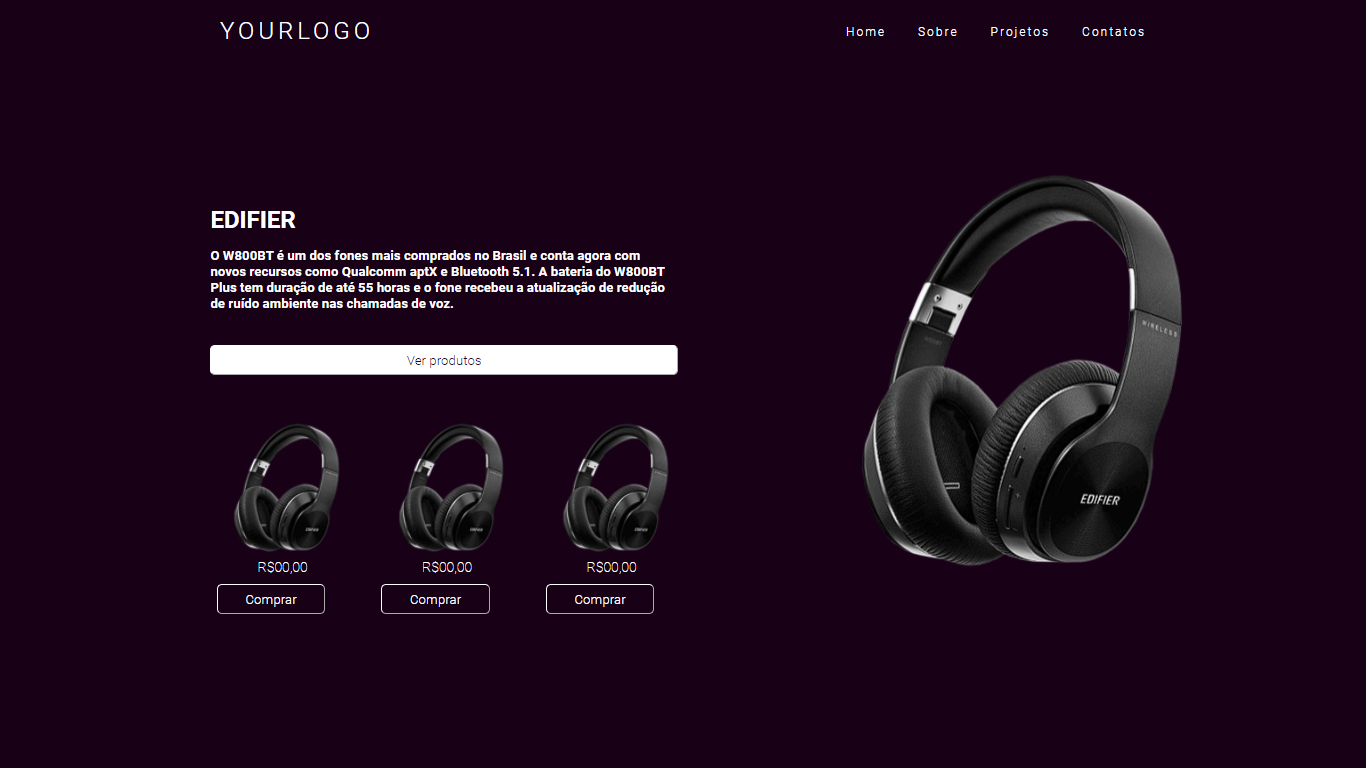 YOURLOGO
Home Sobre Projetos Contatos
EDIFIER
O W800BT é um dos fones mais comprados no Brasil e conta agora com
novos recursos como Qualcomm aptX e Bluetooth 5.1. A bateria do W800BT
Plus tem duração de até 55 horas e o fone recebeu a atualização de redução
de ruído ambiente nas chamadas de voz.
Ver produtos
WIRELESS
EDIFIER
EDIFIER EDIFIER EDIFIER
R$00,00 R$00,00 R$00,00
Comprar Comprar Comprar